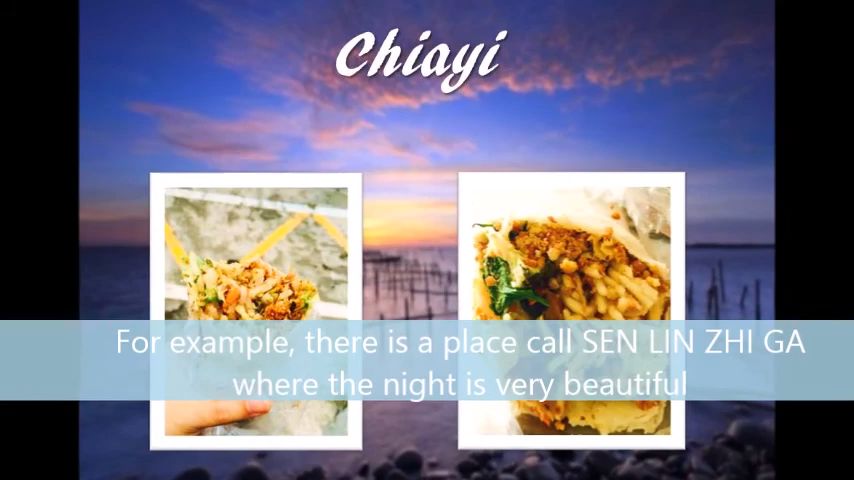 Chiayi
For example, there is a place call SEN LIN ZHI GA
where the night is very beautiful